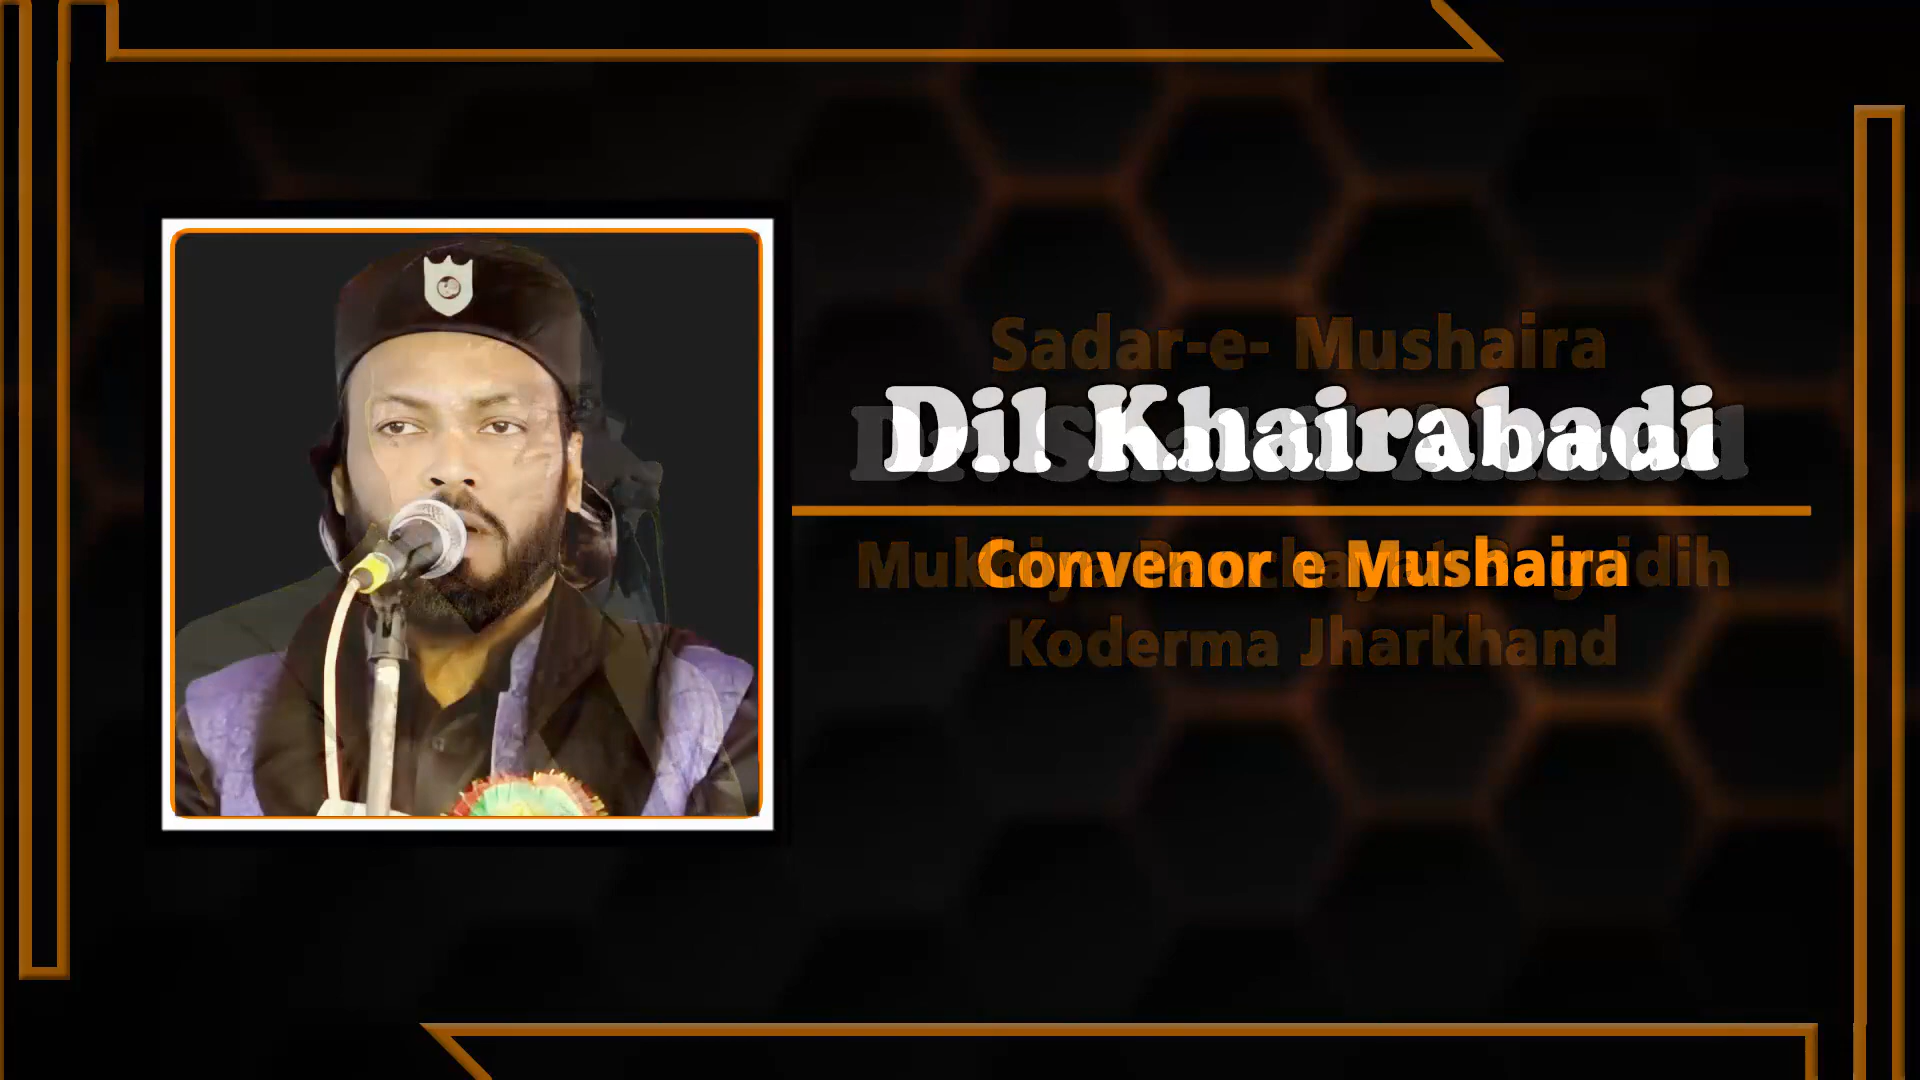 Sadar-e- Mushaira
Dil Khairabadi
Convenor e Mushaira
Koderma Jharkhand